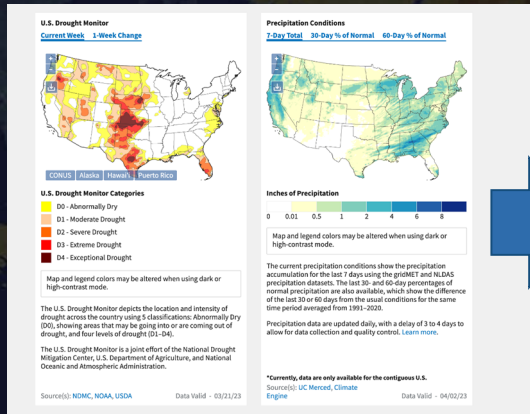 U.S. Drought Monitor
Current Week 1-Week Change
+
−
CONUS Alaska Hawai'i Puerto Rico
U.S. Drought Monitor Categories
D0 - Abnormally Dry
D1 - Moderate Drought
D2 - Severe Drought
D3 - Extreme Drought
D4 - Exceptional Drought
Map and legend colors may be altered when using dark or
high-contrast mode.
The U.S. Drought Monitor depicts the location and intensity of
drought across the country using 5 classifications: Abnormally Dry
(D0), showing areas that may be going into or are coming out of
drought, and four levels of drought (D1–D4).
The U.S. Drought Monitor is a joint effort of the National Drought
Mitigation Center, U.S. Department of Agriculture, and National
Oceanic and Atmospheric Administration.
Source(s): NDMC, NOAA, USDA Data Valid - 03/21/23
Precipitation Conditions
7-Day Total 30-Day % of Normal 60-Day % of Normal
+
−
Inches of Precipitation
0 0.01 0.5 1 2 4 6 8
Map and legend colors may be altered when using dark or
high-contrast mode.
The current precipitation conditions show the precipitation
accumulation for the last 7 days using the gridMET and NLDAS
precipitation datasets. The last 30- and 60-day percentages of
normal precipitation are also available, which show the difference
of the last 30 or 60 days from the usual conditions for the same
time period averaged from 1991–2020.
Precipitation data are updated daily, with a delay of 3 to 4 days to
allow for data collection and quality control. Learn more.
*Currently, data are only available for the contiguous U.S.
Source(s): UC Merced, Climate
Engine Data Valid - 04/02/23